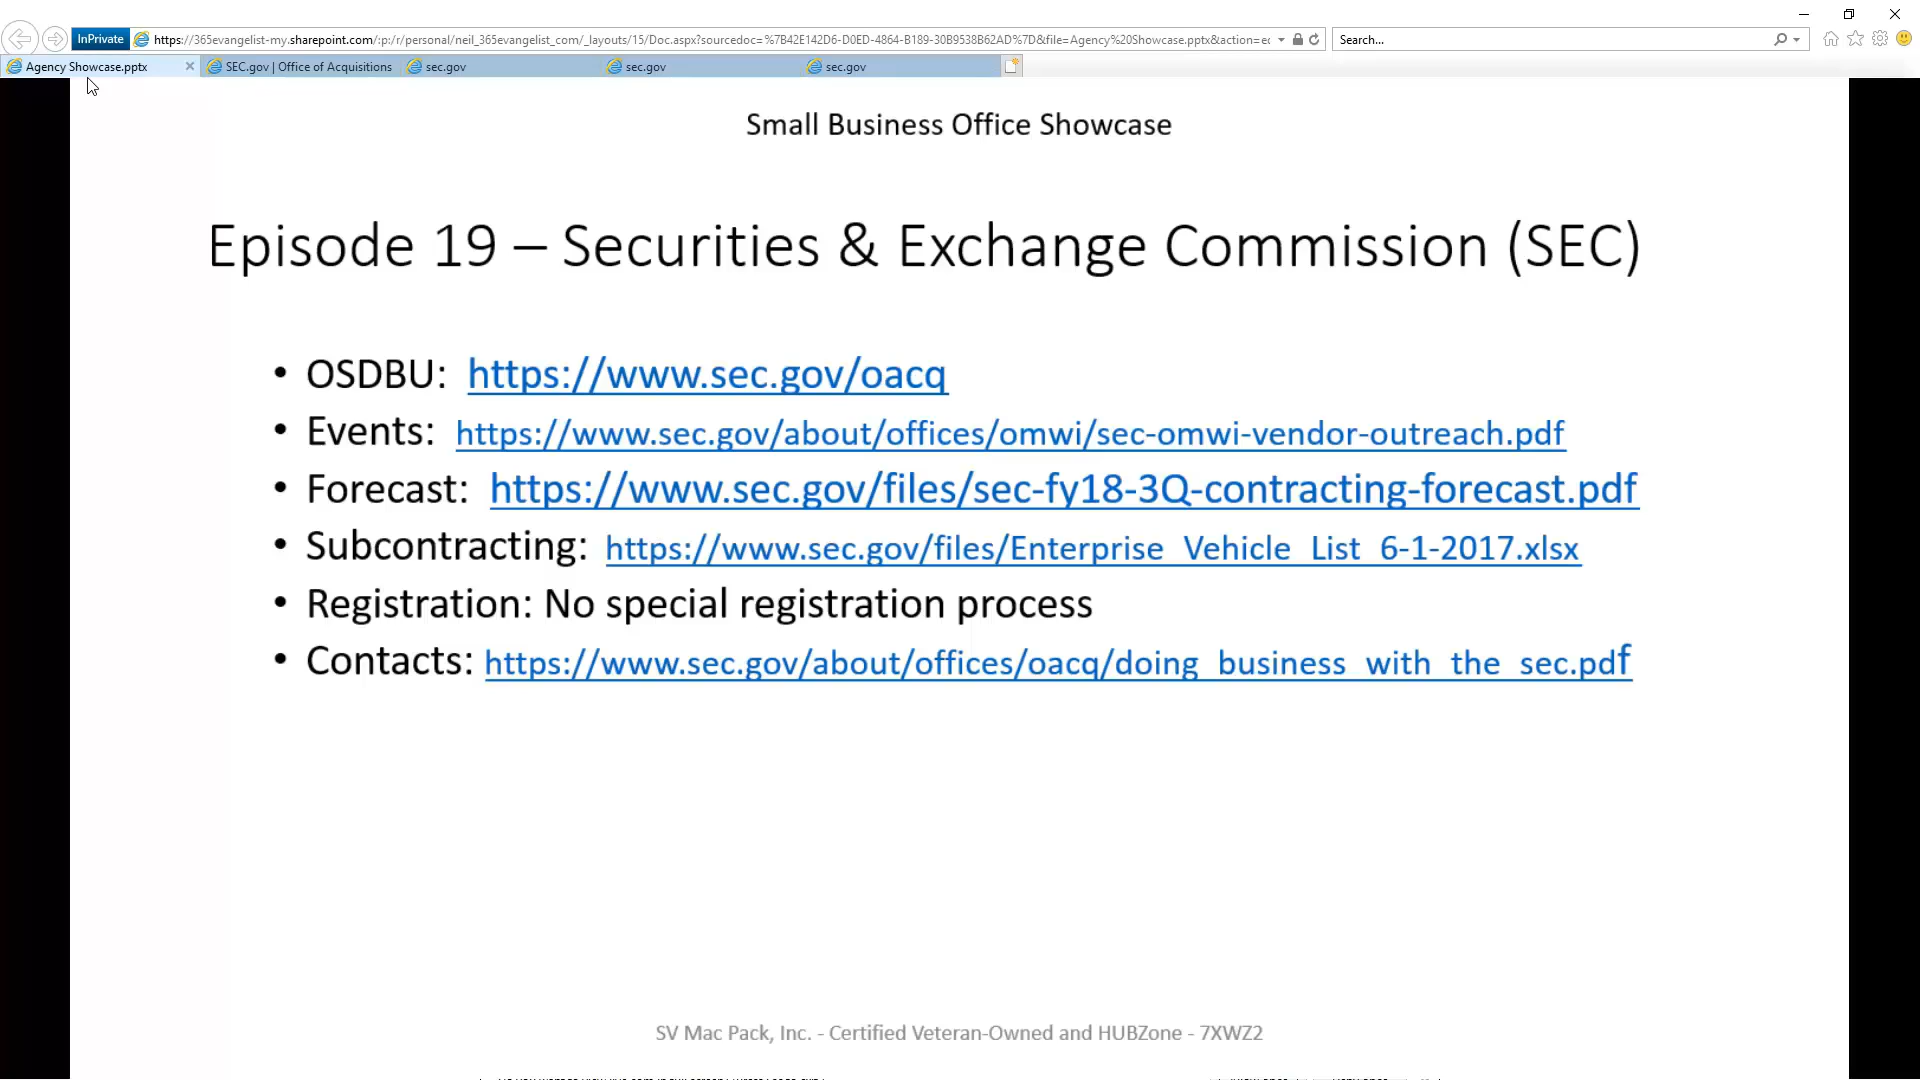 InPrivate
https://365evangelist-my.sharepoint.com/:p:/r/personal/neil_365evangelist_com/_layouts/15/Doc.aspx?sourcedoc=%7B42E142D6-D0ED-4864-B189-30B9538B62AD%7D&file=Agency%20Showcase.pptx&action=ec
Search...
Agency Showcase.pptx
SEC.gov | Office of Acquisitions
sec.gov
sec.gov
sec.gov
Small Business Office Showcase
Episode 19 – Securities & Exchange Commission (SEC)
• OSDBU: https://www.sec.gov/oacq
• Events: https://www.sec.gov/about/offices/omwi/sec-omwi-vendor-outreach.pdf
• Forecast: https://www.sec.gov/files/sec-fy18-3Q-contracting-forecast.pdf
• Subcontracting: https://www.sec.gov/files/Enterprise_Vehicle_List_6-1-2017.xlsx
• Registration: No special registration process
• Contacts: https://www.sec.gov/about/offices/oacq/doing_business_with_the_sec.pdf
SV Mac Pack, Inc. - Certified Veteran-Owned and HUBZone - 7XWZ2